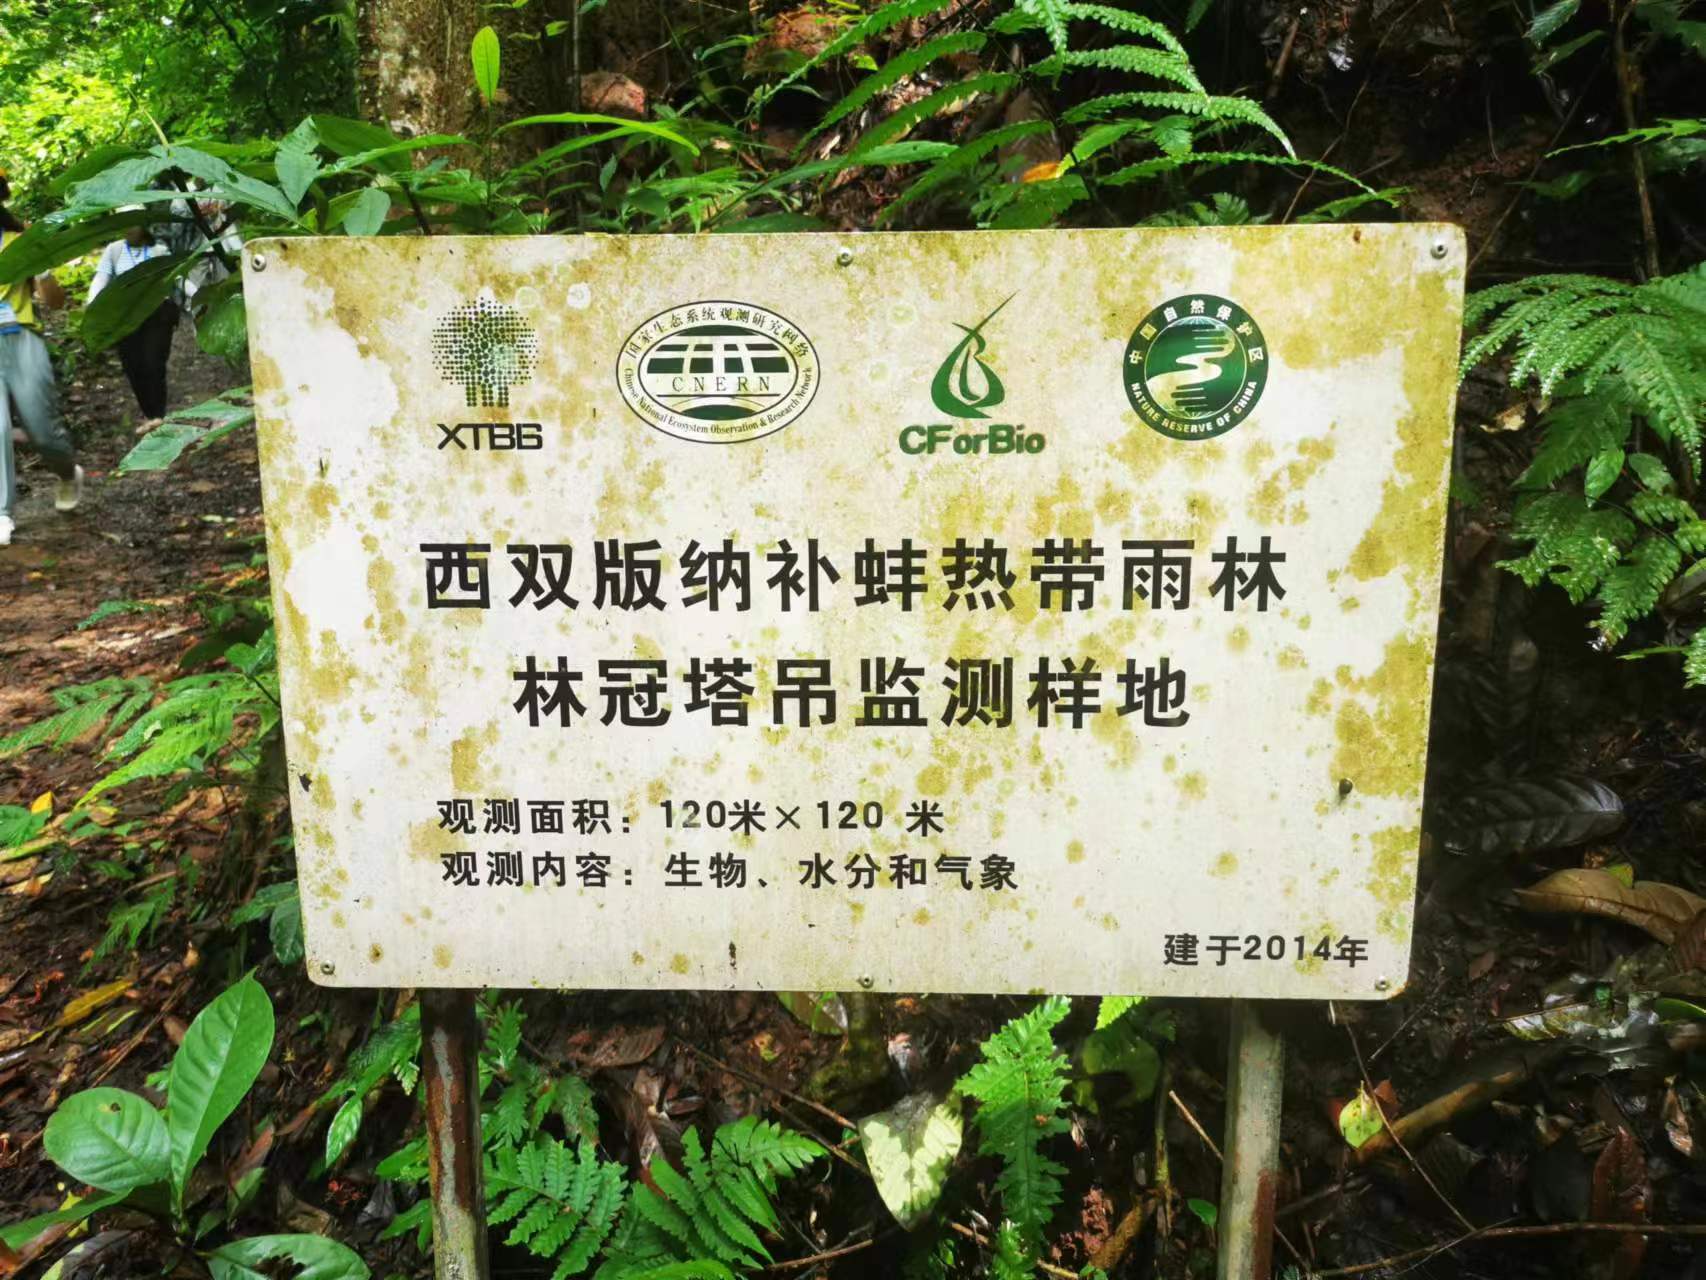 XTBG
国家生态系统观测研究网络
CNERN
Chinese National Ecosystem Observation & Research Network
CForBio
中国自然保护区
NATURE RESERVE OF CHINA
西双版纳补蚌热带雨林
林冠塔吊监测样地
观测面积：120米×120 米
观测内容：生物、水分和气象
建于2014年